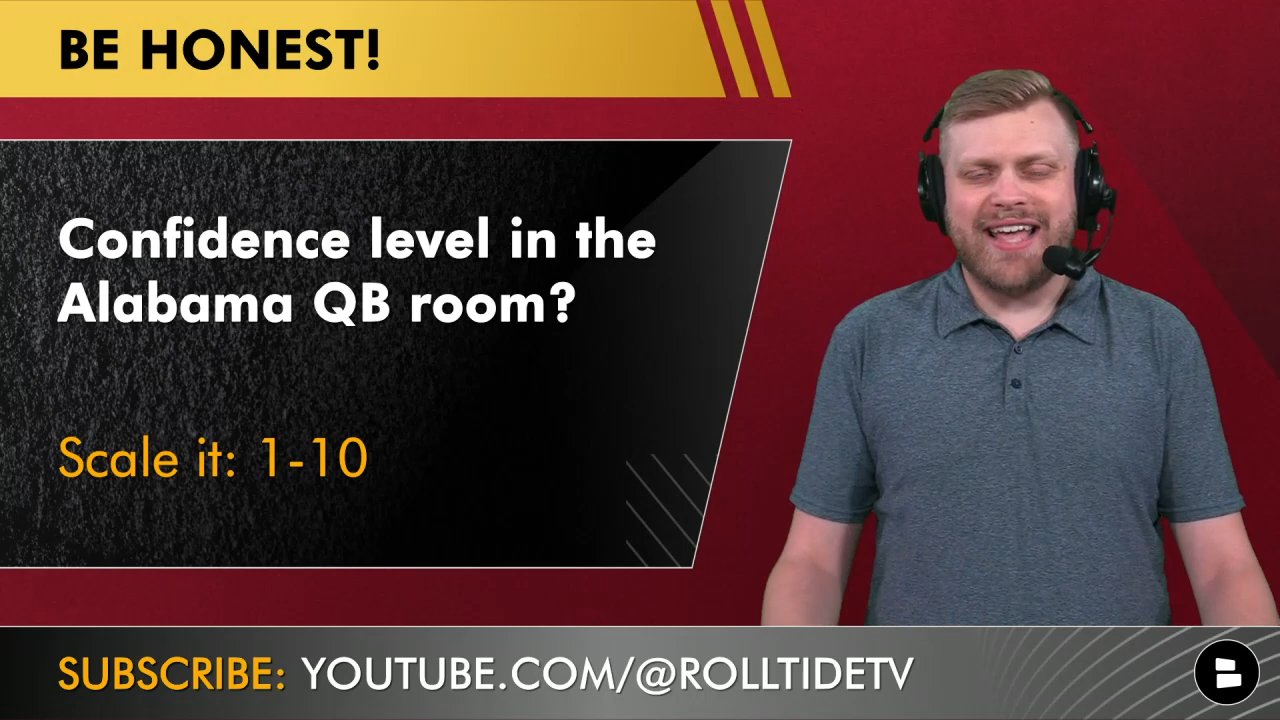 BE HONEST!
Confidence level in the
Alabama QB room?
Scale it: 1-10
SUBSCRIBE: YOUTUBE.COM/@ROLLTIDETV